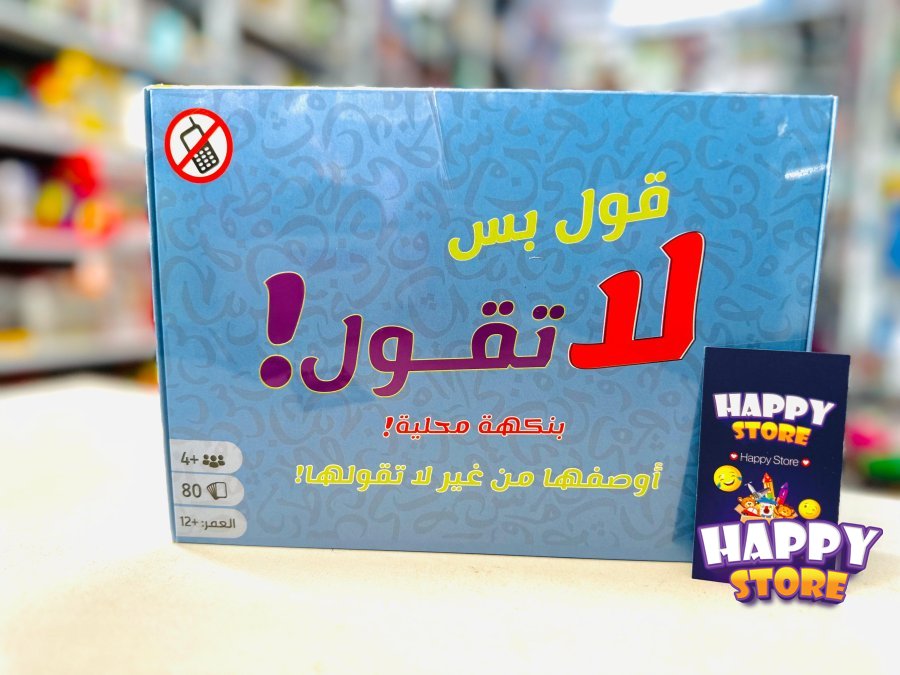 قول بس
لا تقول!
بنكهة محلية!
أوصفها من غير لا تقولها!
4+
80
العمر: +12
HAPPY
STORE
Happy Store
HAPPY
STORE